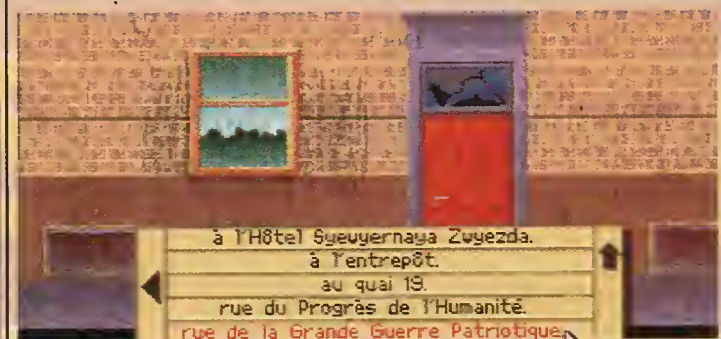 à l'Hôtel Syevyernaya Zvyezda.
à l'entrepôt.
au quai 19.
rue du Progrès de l'Humanité.
rue de la Grande Guerre Patriotique.